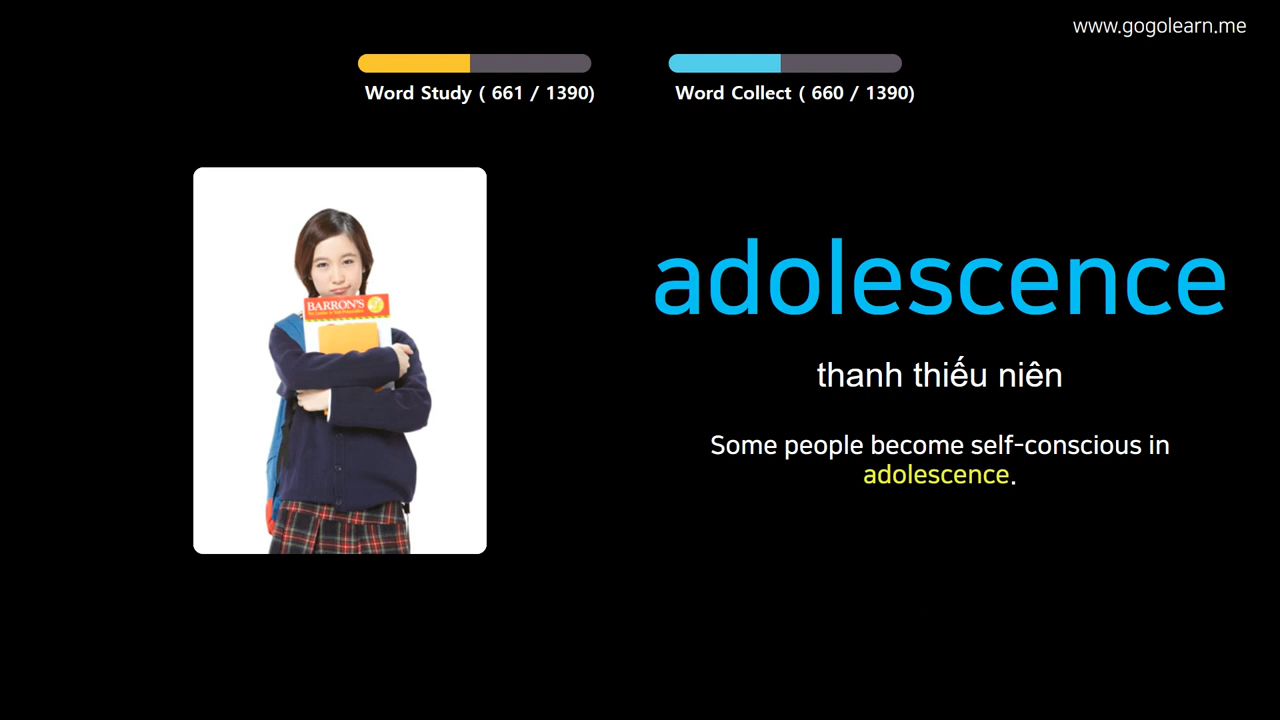 www.gogolearn.me
Word Study ( 661 / 1390)
Word Collect ( 660 / 1390)
BARRON'S
adolescence
thanh thiếu niên
Some people become self-conscious in
adolescence.